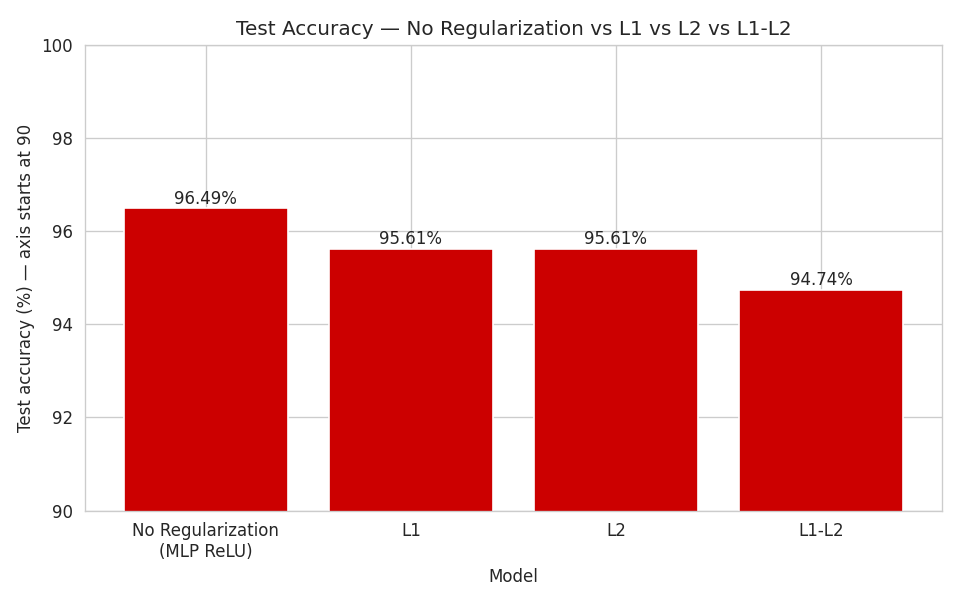 Test Accuracy — No Regularization vs L1 vs L2 vs L1-L2
Test accuracy (%) — axis starts at 90
100
98
96
94
92
90
96.49%
95.61%
95.61%
94.74%
No Regularization
(MLP ReLU)
L1
L2
L1-L2
Model